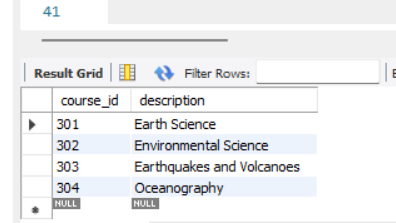 41
Result Grid Filter Rows:
course_id description
301 Earth Science
302 Environmental Science
303 Earthquakes and Volcanoes
304 Oceanography
NULL NULL